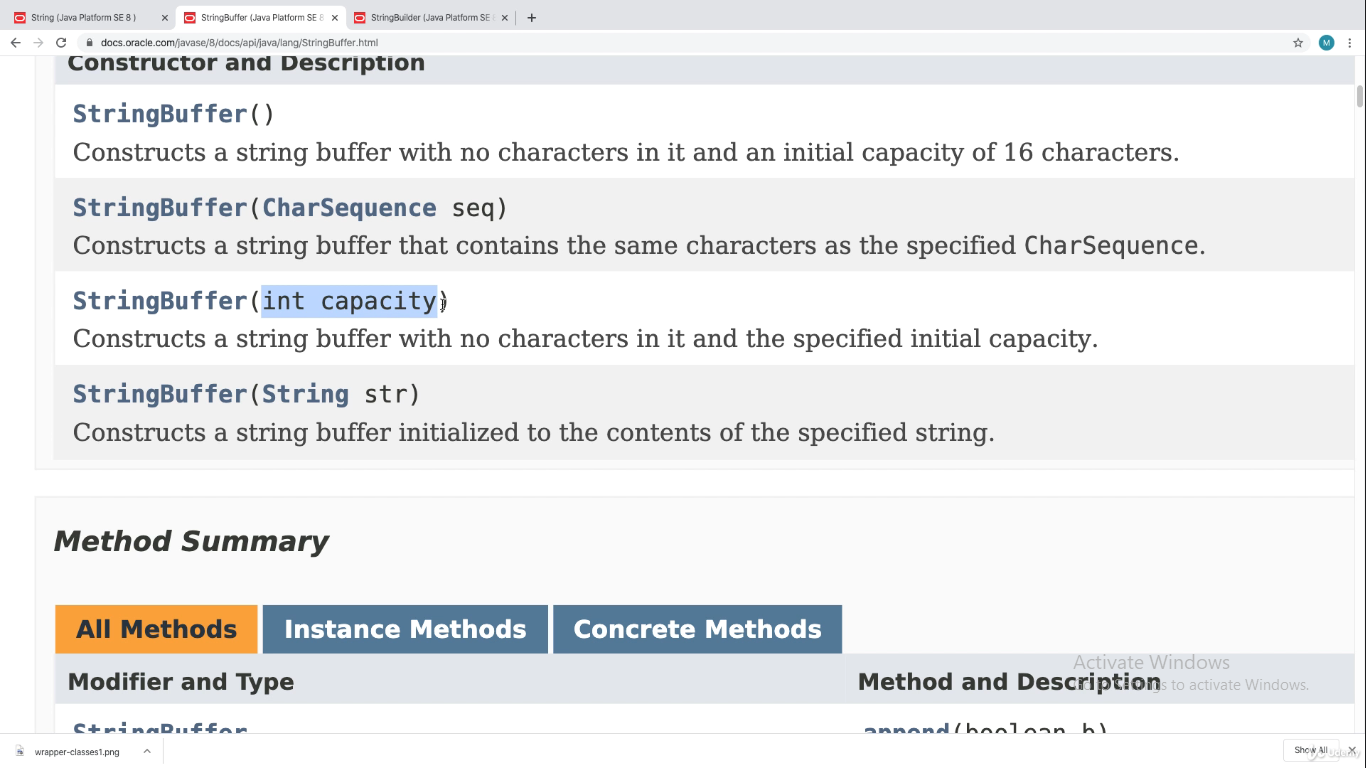 String (Java Platform SE 8 )
StringBuffer (Java Platform SE 8
StringBuilder (Java Platform SE
docs.oracle.com/javase/8/docs/api/java/lang/StringBuffer.html
M
Constructor and Description
StringBuffer()
Constructs a string buffer with no characters in it and an initial capacity of 16 characters.
StringBuffer(CharSequence seq)
Constructs a string buffer that contains the same characters as the specified CharSequence.
StringBuffer(int capacity)
Constructs a string buffer with no characters in it and the specified initial capacity.
StringBuffer(String str)
Constructs a string buffer initialized to the contents of the specified string.
Method Summary
All Methods Instance Methods Concrete Methods
Modifier and Type Method and Description
Activate Windows
Go to Settings to activate Windows.
StringBuffer append(boolean b)
wrapper-classes1.png
Show All
Udemy